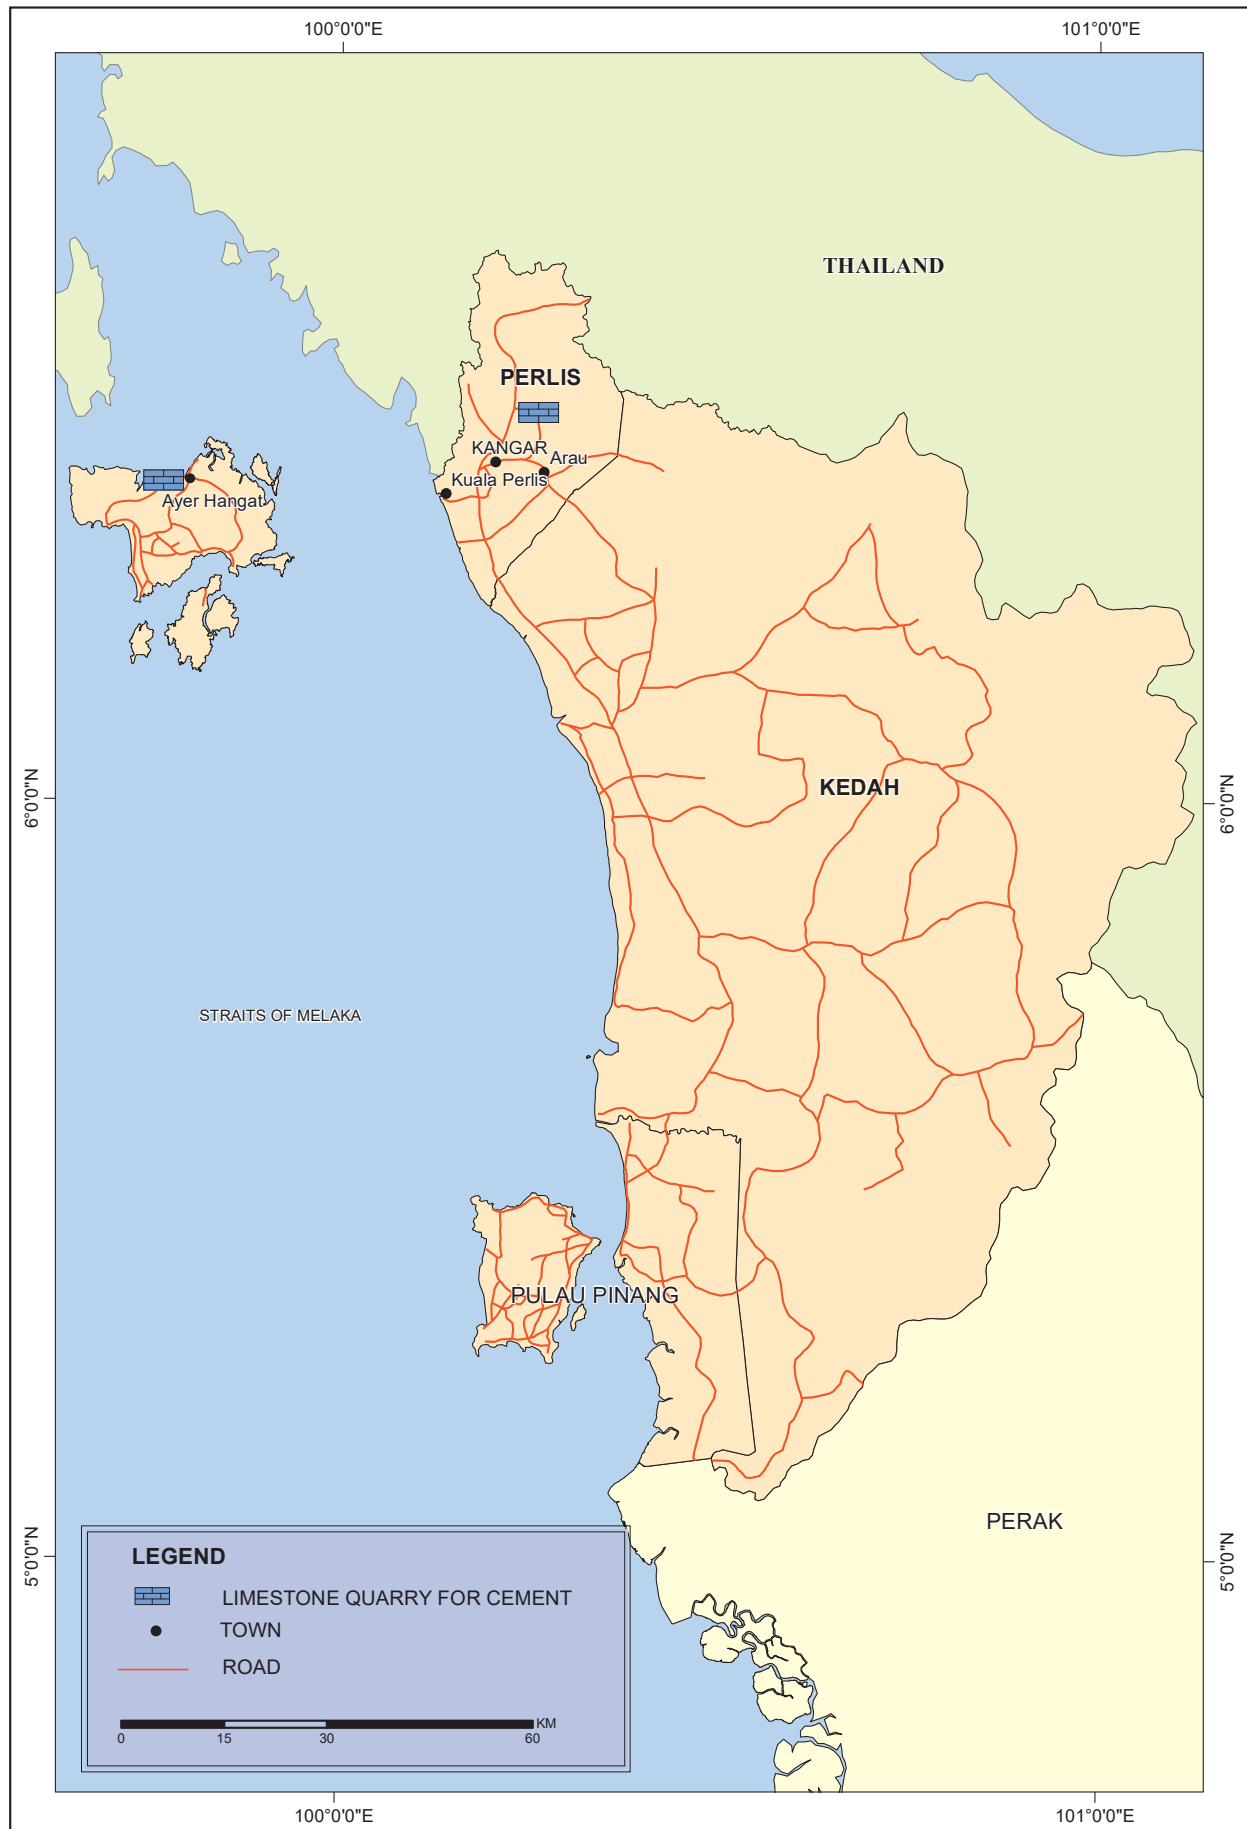 100°0'0"E
101°0'0"E
THAILAND
PERLIS
KANGAR
Arau
Kuala Perlis
Ayer Hangat
6°0'0"N
KEDAH
6°0'0"N
STRAITS OF MELAKA
PULAU PINANG
PERAK
5°0'0"N
5°0'0"N
LEGEND
LIMESTONE QUARRY FOR CEMENT
TOWN
ROAD
KM
0 15 30 60
100°0'0"E
101°0'0"E